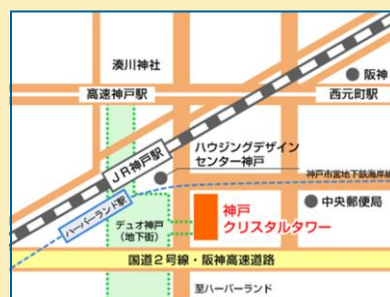 湊川神社
阪神
高速神戸駅
西元町駅
ハウジングデザイン
センター神戸
JR神戸駅
神戸市営地下鉄海岸線
ハーバーランド駅
デュオ神戸
(地下街)
神戸
クリスタルタワー
中央郵便局
国道2号線・阪神高速道路
至ハーバーランド